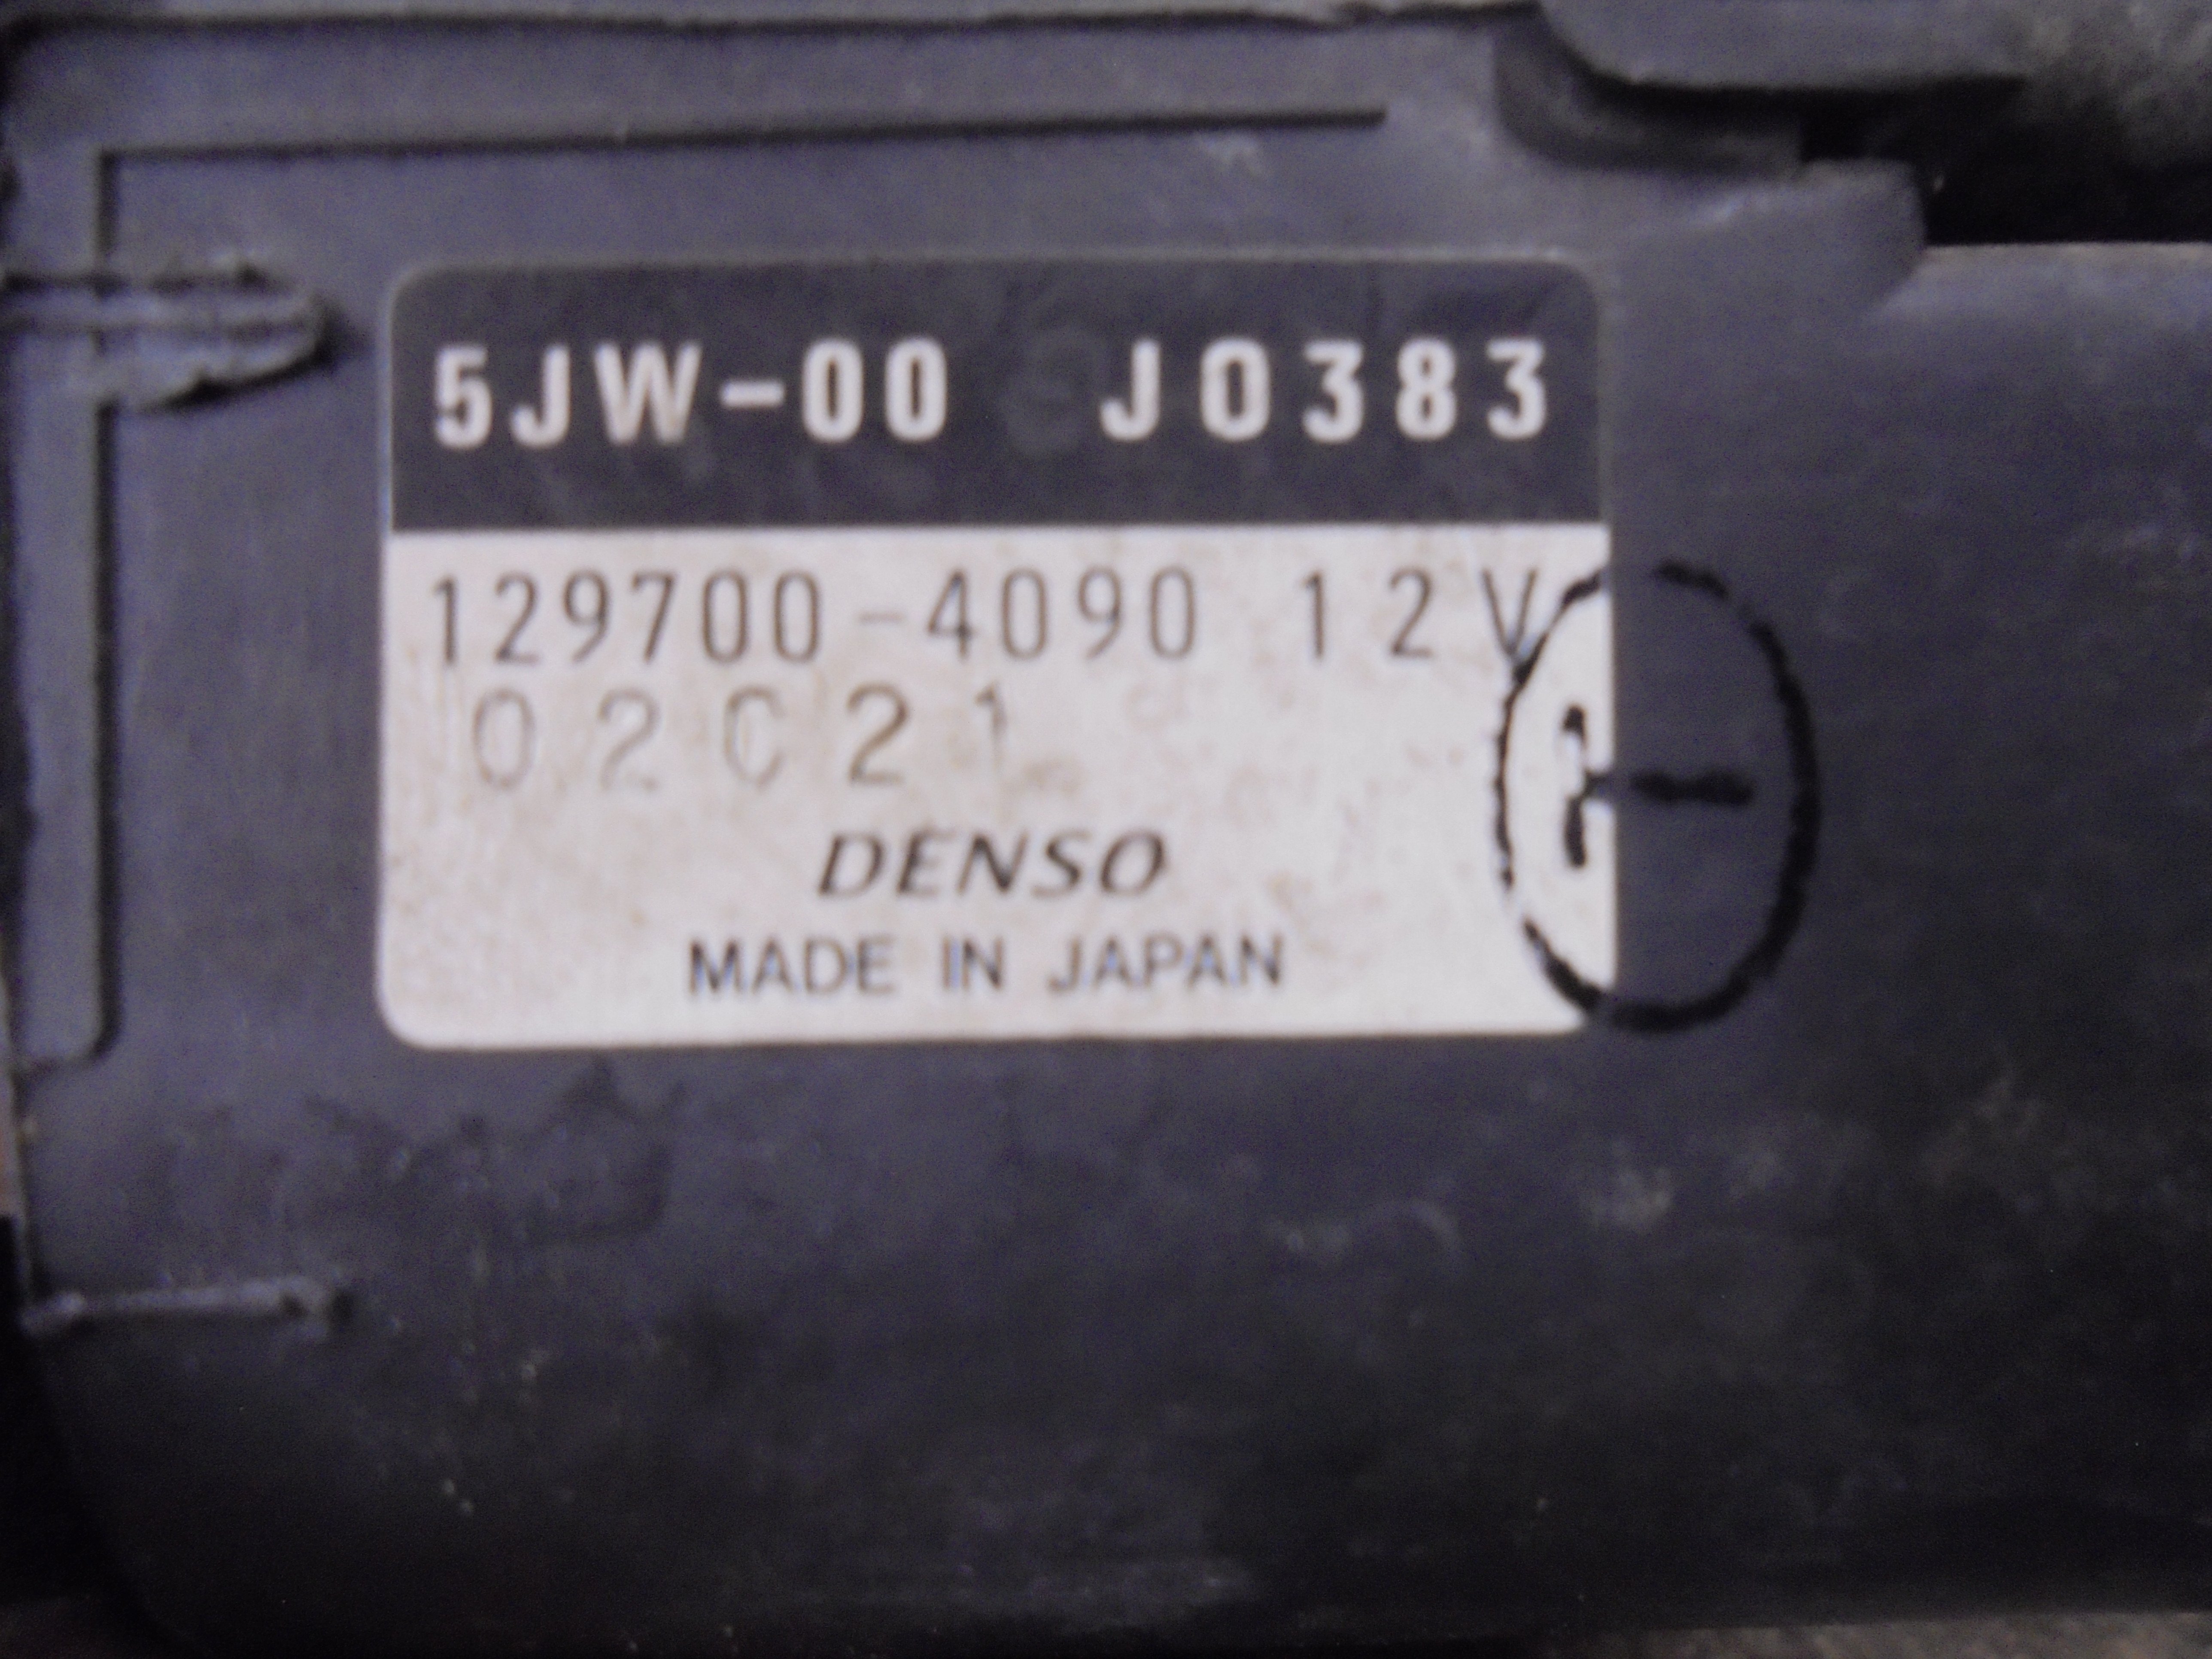 5JW-00 J0383
129700-4090 12V
02C21
DENSO
MADE IN JAPAN